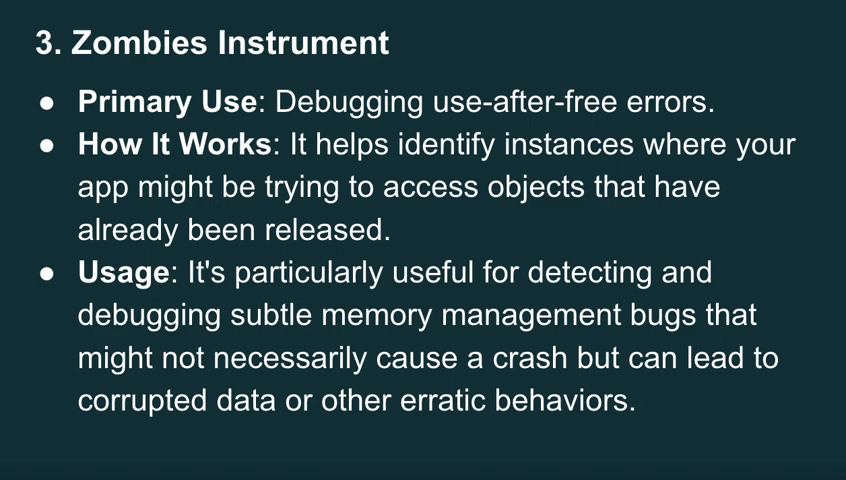 3. Zombies Instrument
● Primary Use: Debugging use-after-free errors.
● How It Works: It helps identify instances where your
app might be trying to access objects that have
already been released.
● Usage: It's particularly useful for detecting and
debugging subtle memory management bugs that
might not necessarily cause a crash but can lead to
corrupted data or other erratic behaviors.